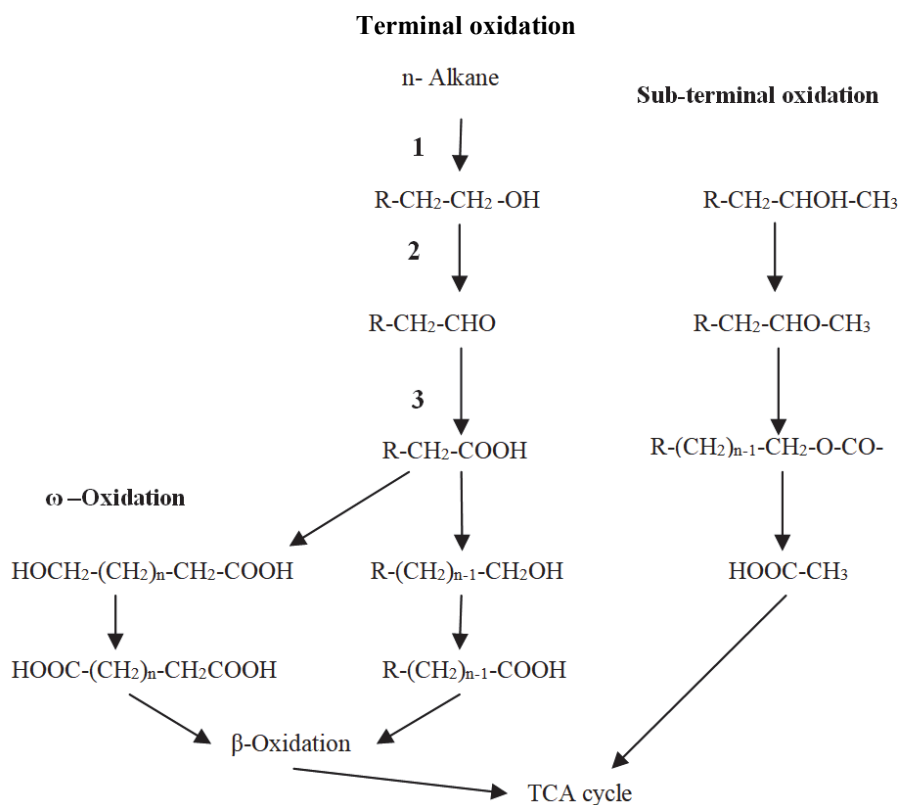 Terminal oxidation
n- Alkane
Sub-terminal oxidation
1
R-CH₂-CH₂ -OH
R-CH₂-CHOH-CH₃
2
R-CH₂-CHO
R-CH₂-CHO-CH₃
3
R-CH₂-COOH
R-(CH₂)ₙ₋₁-CH₂-O-CO-
ω –Oxidation
HOCH₂-(CH₂)ₙ-CH₂-COOH
R-(CH₂)ₙ₋₁-CH₂OH
HOOC-CH₃
HOOC-(CH₂)ₙ-CH₂COOH
R-(CH₂)ₙ₋₁-COOH
β-Oxidation
TCA cycle